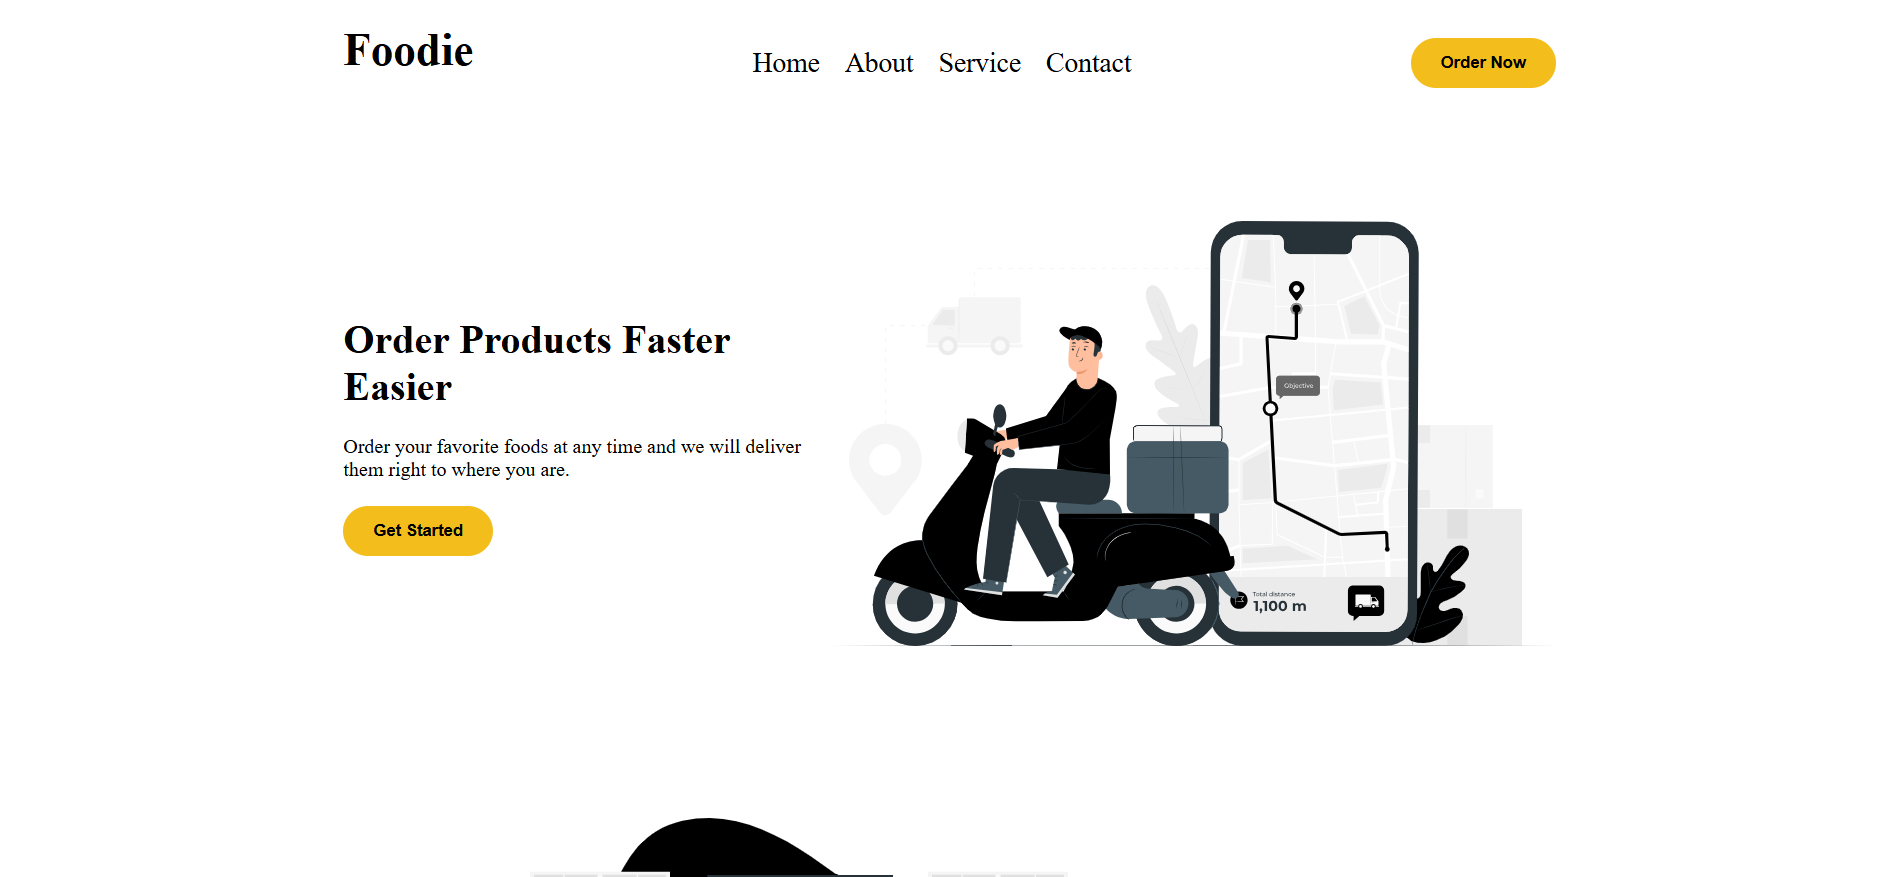 Foodie
Home About Service Contact
Order Now
Order Products Faster
Easier
Order your favorite foods at any time and we will deliver
them right to where you are.
Get Started
Objective
Total distance
1,100 m